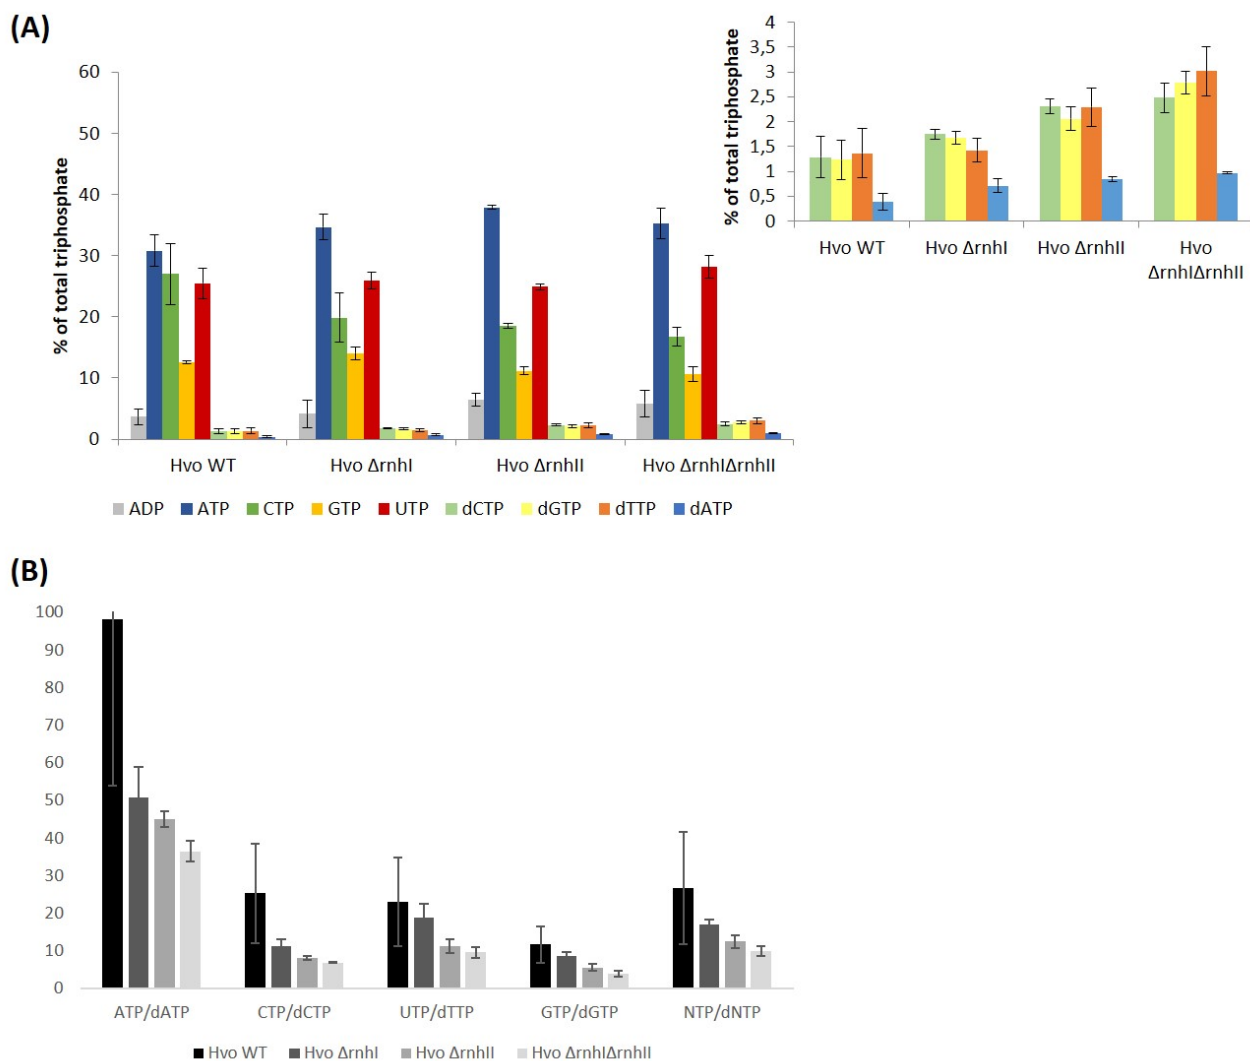 (A)
% of total triphosphate
60
50
40
30
20
10
0
Hvo WT
Hvo ΔrnhI
Hvo ΔrnhII
Hvo ΔrnhIΔrnhII
ADP ATP CTP GTP UTP dCTP dGTP dTTP dATP
% of total triphosphate
4
3,5
3
2,5
2
1,5
1
0,5
0
Hvo WT
Hvo ΔrnhI
Hvo ΔrnhII
Hvo
ΔrnhIΔrnhII
(B)
100
90
80
70
60
50
40
30
20
10
0
ATP/dATP
CTP/dCTP
UTP/dTTP
GTP/dGTP
NTP/dNTP
Hvo WT Hvo ΔrnhI Hvo ΔrnhII Hvo ΔrnhIΔrnhII